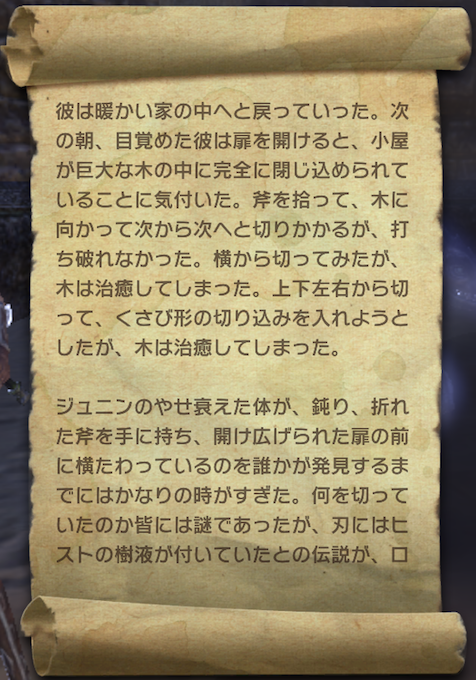 彼は暖かい家の中へと戻っていった。次
の朝、目覚めた彼は扉を開けると、小屋
が巨大な木の中に完全に閉じ込められて
いることに気付いた。斧を拾って、木に
向かって次から次へと切りかかるが、打
ち破れなかった。横から切ってみたが、
木は治癒してしまった。上下左右から切
って、くさび形の切り込みを入れようと
したが、木は治癒してしまった。
ジュニンのやせ衰えた体が、鈍り、折れ
た斧を手に持ち、開け広げられた扉の前
に横たわっているのを誰かが発見するま
でにはかなりの時がすぎた。何を切って
いたのか皆には謎であったが、刃にはヒ
ストの樹液が付いていたとの伝説が、口